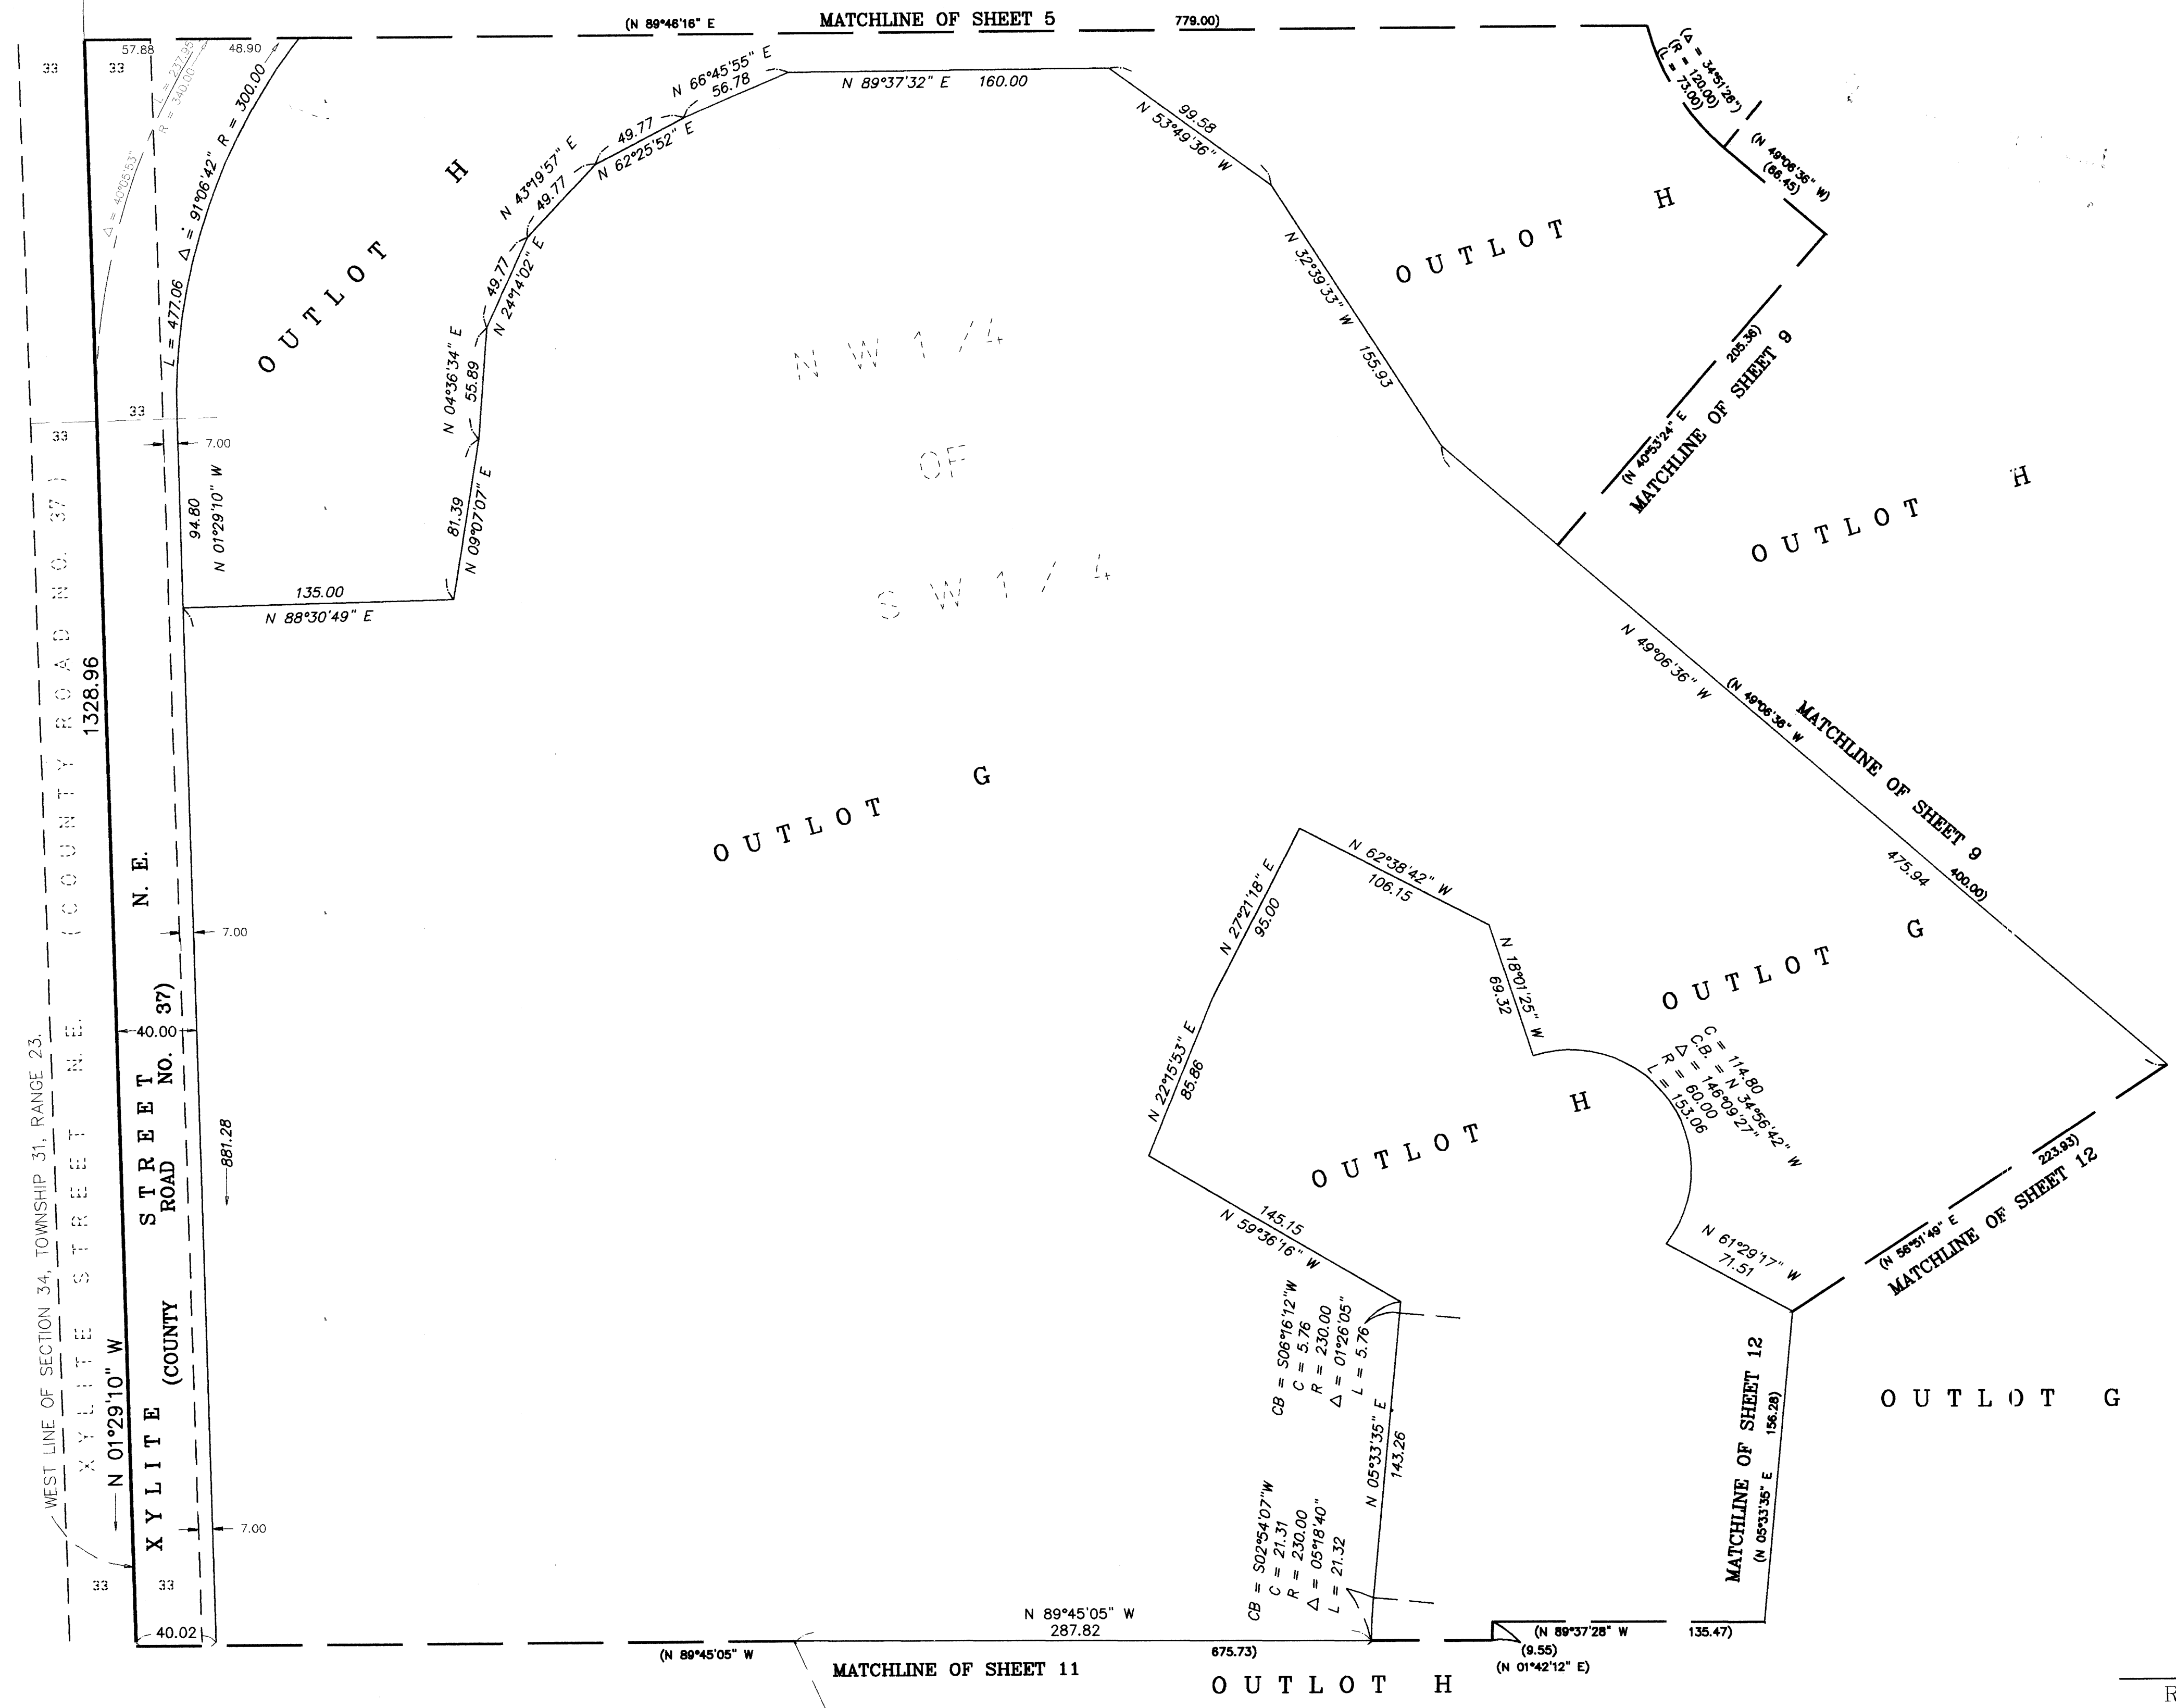 (N 89°46'16" E
MATCHLINE OF SHEET 5
779.00)
57.88
48.90
33
33
L = 237.95
R = 340.00
Δ = 40°05'53"
L = 477.06 Δ = 91°06'42" R = 300.00
OUTLOT H
N 66°45'55" E
56.78
N 89°37'32" E 160.00
49.77
N 62°25'52" E
N 43°19'57" E
49.77
49.77
N 24°14'02" E
N 04°36'34" E
55.89
81.39
N 09°07'07" E
99.58
N 53°49'36" W
N 32°39'33" W
155.93
(Δ = 34°51'26")
(R = 120.00)
(L = 73.00)
(N 49°06'36" W)
(66.45)
OUTLOT H
205.36)
(N 40°53'24" E
MATCHLINE OF SHEET 9
33
33
7.00
94.80
N 01°29'10" W
135.00
N 88°30'49" E
NW1/4
OF
SW1/4
OUTLOT H
N 49°06'36" W
(N 49°06'36" W
MATCHLINE OF SHEET 9
475.94
400.00)
1328.96
OUTLOT G
7.00
40.00
881.28
XYLITE STREET N.E. (COUNTY ROAD NO. 37)
XYLITE STREET N.E.
(COUNTY ROAD NO. 37)
WEST LINE OF SECTION 34, TOWNSHIP 31, RANGE 23.
N 01°29'10" W
N 62°38'42" W
106.15
N 27°21'18" E
95.00
N 18°01'25" W
69.32
N 22°15'53" E
85.86
OUTLOT G
C = 114.80
C.B. = N 34°56'42" W
Δ = 146°09'27"
R = 60.00
L = 153.06
OUTLOT H
145.15
N 59°36'16" W
N 61°29'17" W
71.51
223.93)
(N 56°51'49" E
MATCHLINE OF SHEET 12
CB = S06°16'12"W
C = 5.76
R = 230.00
Δ = 01°26'05"
L = 5.76
N 05°33'35" E
143.26
CB = S02°54'07"W
C = 21.31
R = 230.00
Δ = 05°18'40"
L = 21.32
MATCHLINE OF SHEET 12
(N 05°33'35" E
156.28)
OUTLOT G
7.00
33
33
40.02
N 89°45'05" W
287.82
(N 89°45'05" W
675.73)
MATCHLINE OF SHEET 11
OUTLOT H
(N 89°37'28" W
135.47)
(9.55)
(N 01°42'12" E)
R